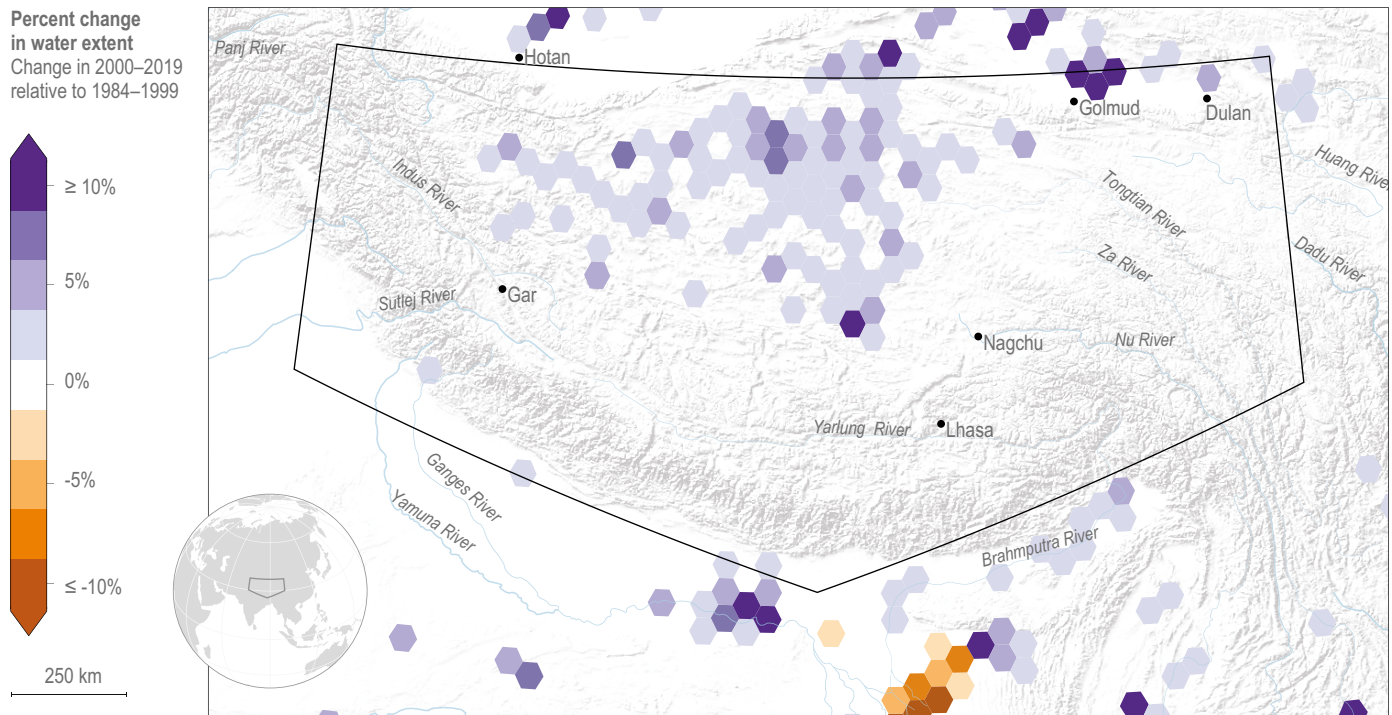 Percent change
in water extent
Change in 2000–2019
relative to 1984–1999
≥ 10%
5%
0%
-5%
≤ -10%
250 km
Panj River
Hotan
Golmud
Dulan
Huang River
Indus River
Tongtian River
Za River
Dadu River
Sutlej River
Gar
Nagchu
Nu River
Yarlung River
Lhasa
Ganges River
Yamuna River
Brahmputra River